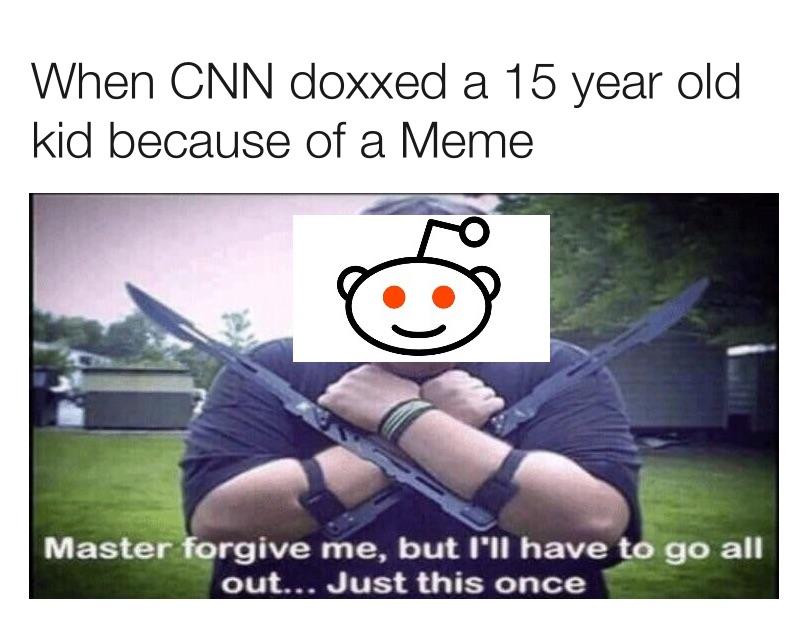 When CNN doxxed a 15 year old
kid because of a Meme
Master forgive me, but I'll have to go all
out... Just this once